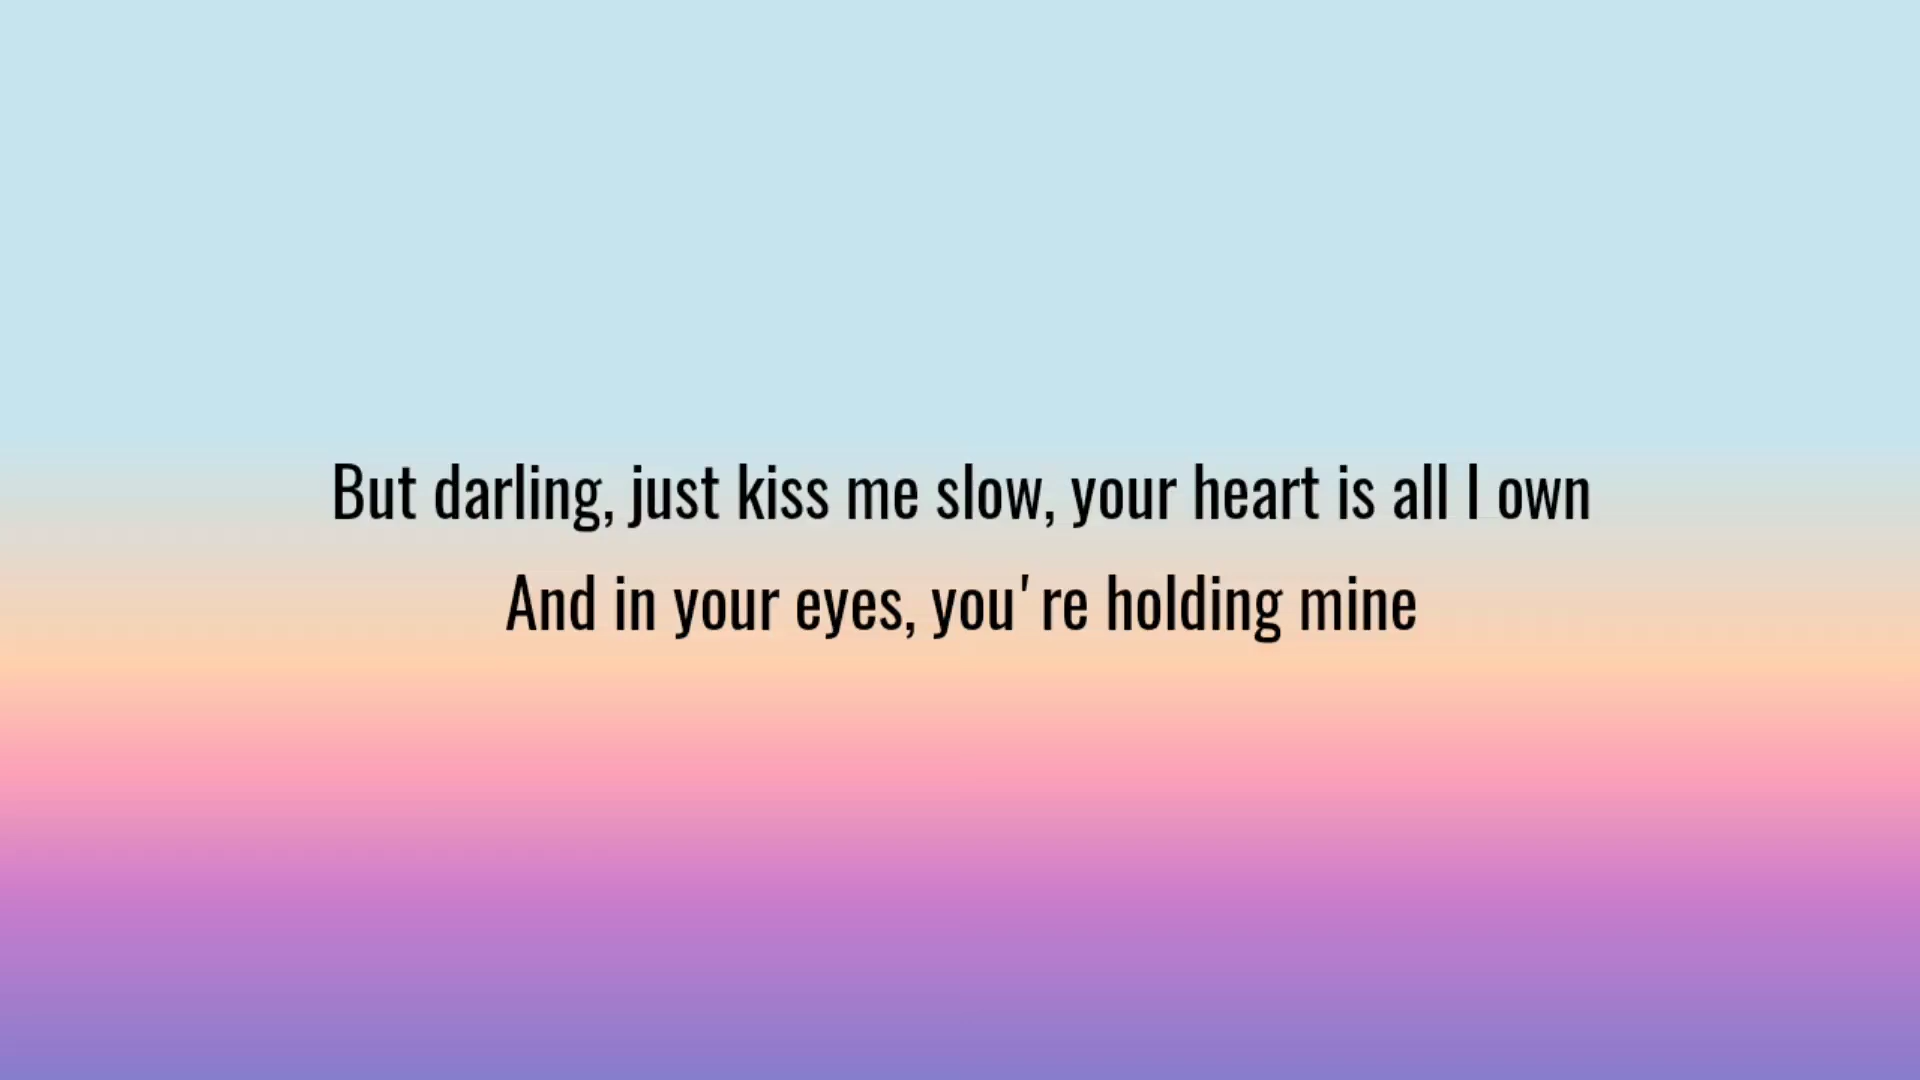 But darling, just kiss me slow, your heart is all I own
And in your eyes, you're holding mine